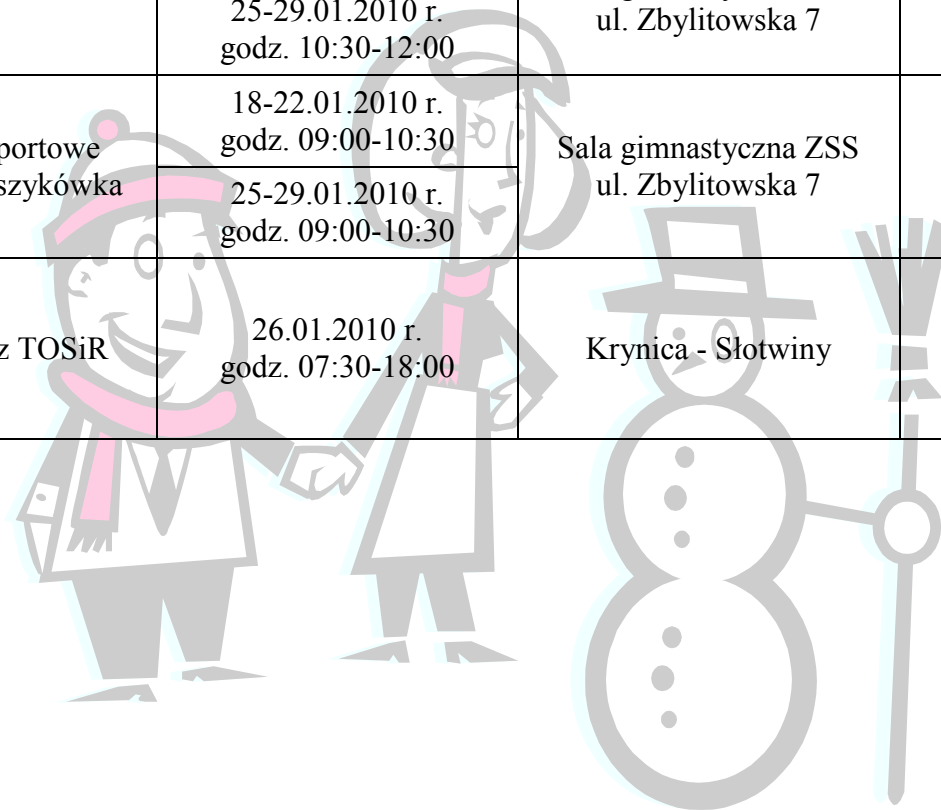 25-29.01.2010 r.
godz. 10:30-12:00
ul. Zbylitowska 7
portowe
szykówka
18-22.01.2010 r.
godz. 09:00-10:30
25-29.01.2010 r.
godz. 09:00-10:30
Sala gimnastyczna ZSS
ul. Zbylitowska 7
z TOSiR
26.01.2010 r.
godz. 07:30-18:00
Krynica - Słotwiny